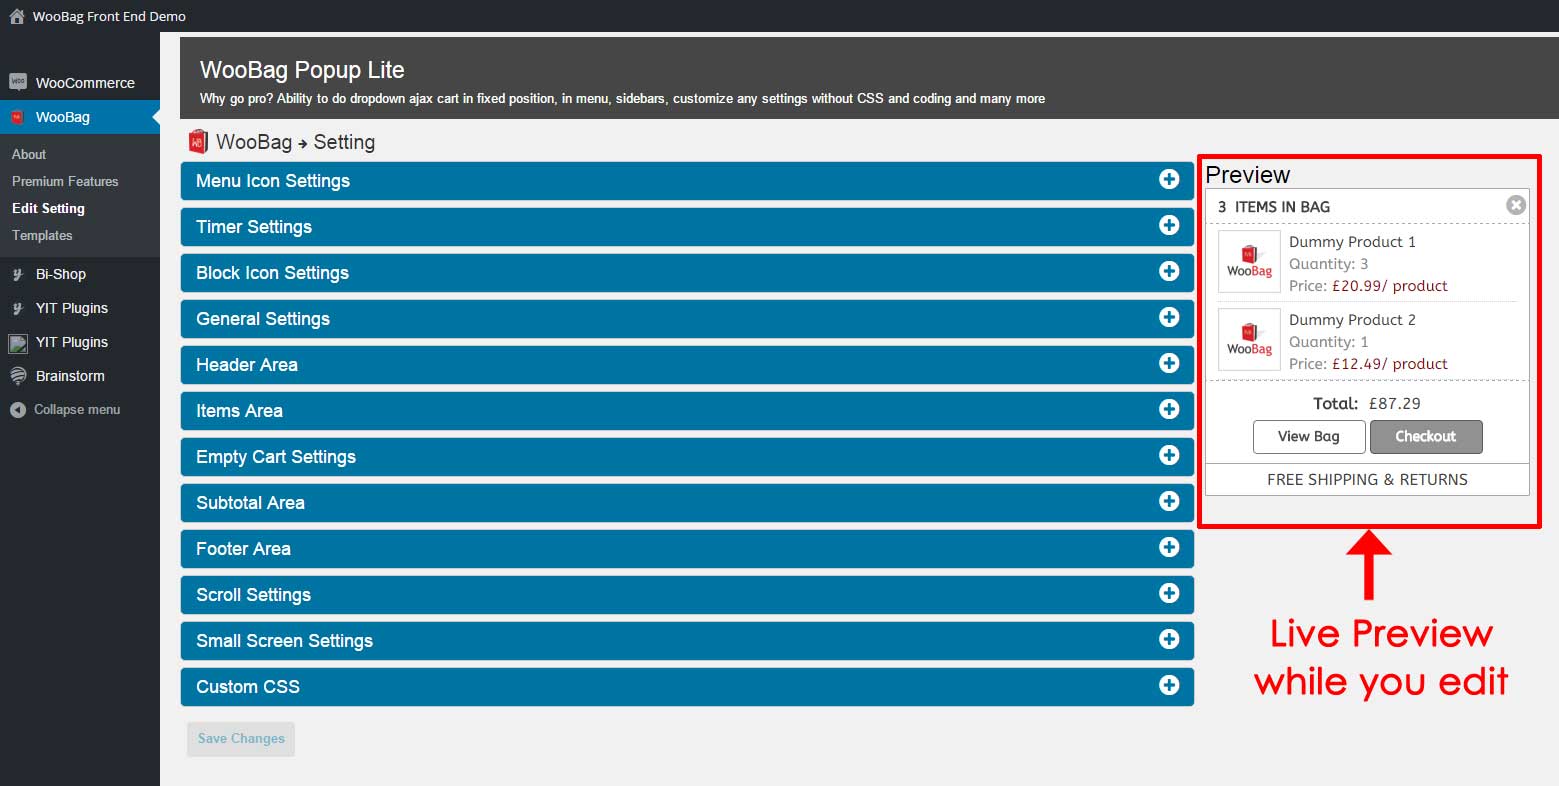 WooBag Front End Demo
WooCommerce
WooBag
About
Premium Features
Edit Setting
Templates
Bi-Shop
YIT Plugins
YIT Plugins
Brainstorm
Collapse menu
WooBag Popup Lite
Why go pro? Ability to do dropdown ajax cart in fixed position, in menu, sidebars, customize any settings without CSS and coding and many more
WooBag → Setting
Menu Icon Settings
Timer Settings
Block Icon Settings
General Settings
Header Area
Items Area
Empty Cart Settings
Subtotal Area
Footer Area
Scroll Settings
Small Screen Settings
Custom CSS
Save Changes
Preview
3 ITEMS IN BAG
WooBag
Dummy Product 1
Quantity: 3
Price: £20.99/ product
WooBag
Dummy Product 2
Quantity: 1
Price: £12.49/ product
Total: £87.29
View Bag Checkout
FREE SHIPPING & RETURNS
Live Preview
while you edit